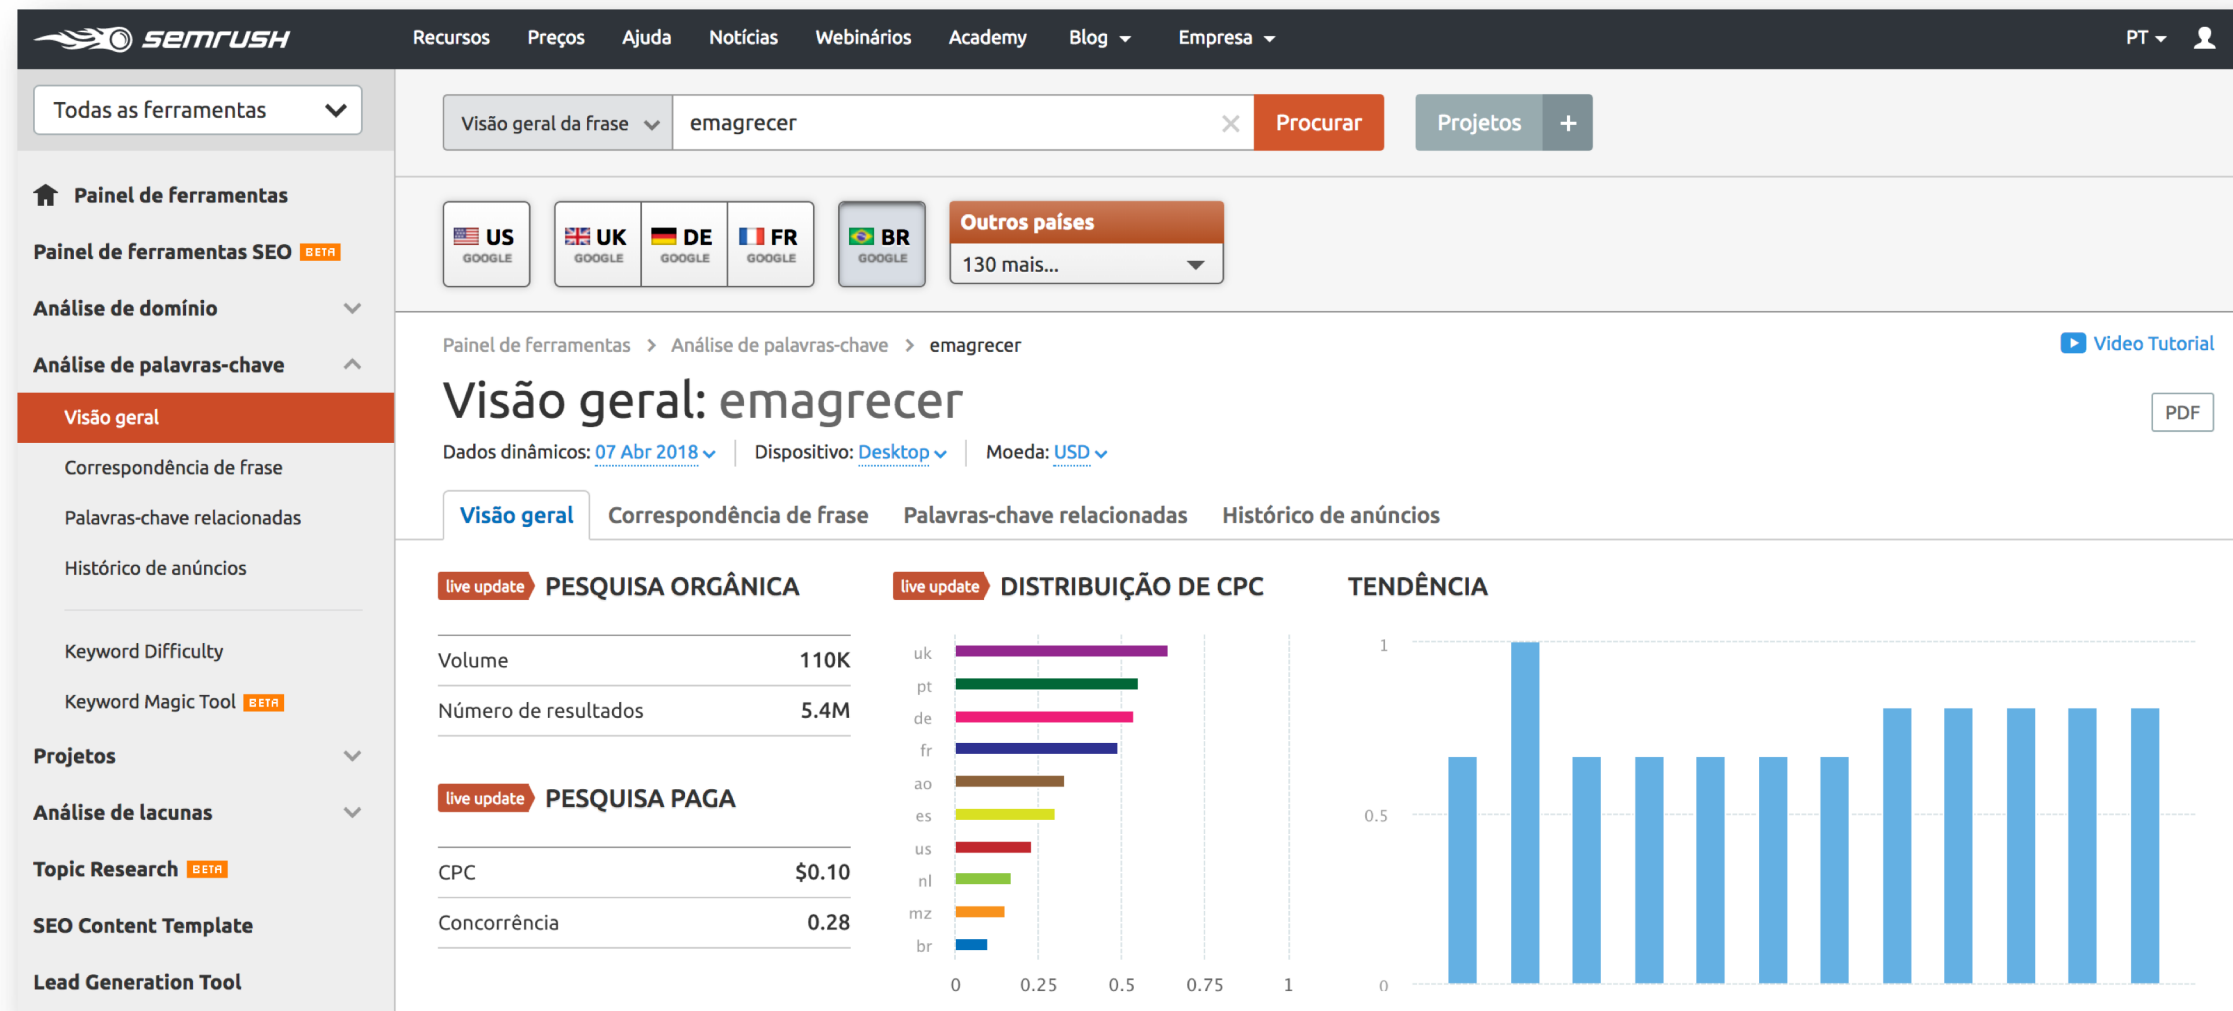 semrush
Recursos Preços Ajuda Notícias Webinários Academy Blog Empresa PT
Todas as ferramentas
Visão geral da frase emagrecer Procurar Projetos +
Painel de ferramentas
Painel de ferramentas SEO BETA
Análise de domínio
Análise de palavras-chave
Visão geral
Correspondência de frase
Palavras-chave relacionadas
Histórico de anúncios
Keyword Difficulty
Keyword Magic Tool BETA
Projetos
Análise de lacunas
Topic Research BETA
SEO Content Template
Lead Generation Tool
US GOOGLE
UK GOOGLE
DE GOOGLE
FR GOOGLE
BR GOOGLE
Outros países
130 mais...
Painel de ferramentas > Análise de palavras-chave > emagrecer
Video Tutorial
Visão geral: emagrecer
PDF
Dados dinâmicos: 07 Abr 2018 Dispositivo: Desktop Moeda: USD
Visão geral Correspondência de frase Palavras-chave relacionadas Histórico de anúncios
live update PESQUISA ORGÂNICA
Volume 110K
Número de resultados 5.4M
live update PESQUISA PAGA
CPC $0.10
Concorrência 0.28
live update DISTRIBUIÇÃO DE CPC
uk
pt
de
fr
ao
es
us
nl
mz
br
0 0.25 0.5 0.75 1
TENDÊNCIA
1
0.5
0